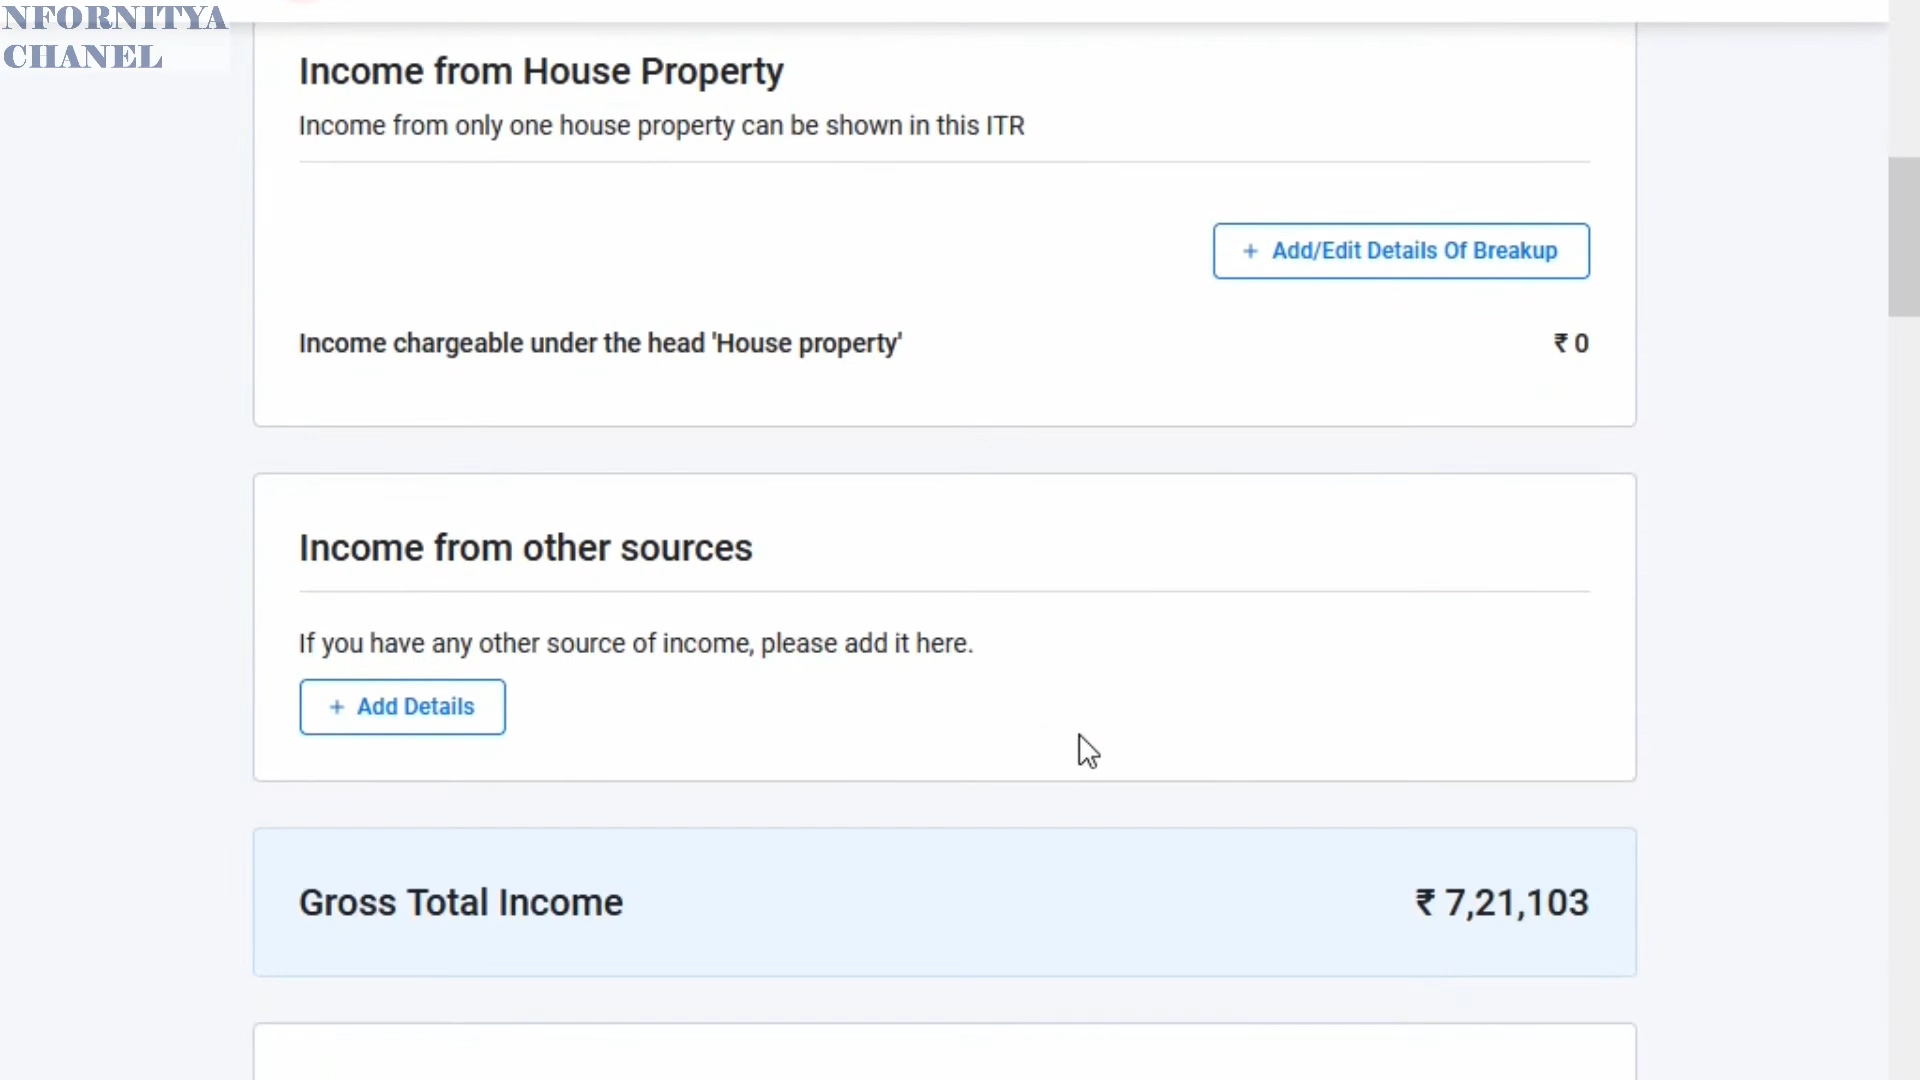 NFORNITYA
CHANEL
Income from House Property
Income from only one house property can be shown in this ITR
+ Add/Edit Details Of Breakup
Income chargeable under the head 'House property' ₹ 0
Income from other sources
If you have any other source of income, please add it here.
+ Add Details
Gross Total Income ₹ 7,21,103